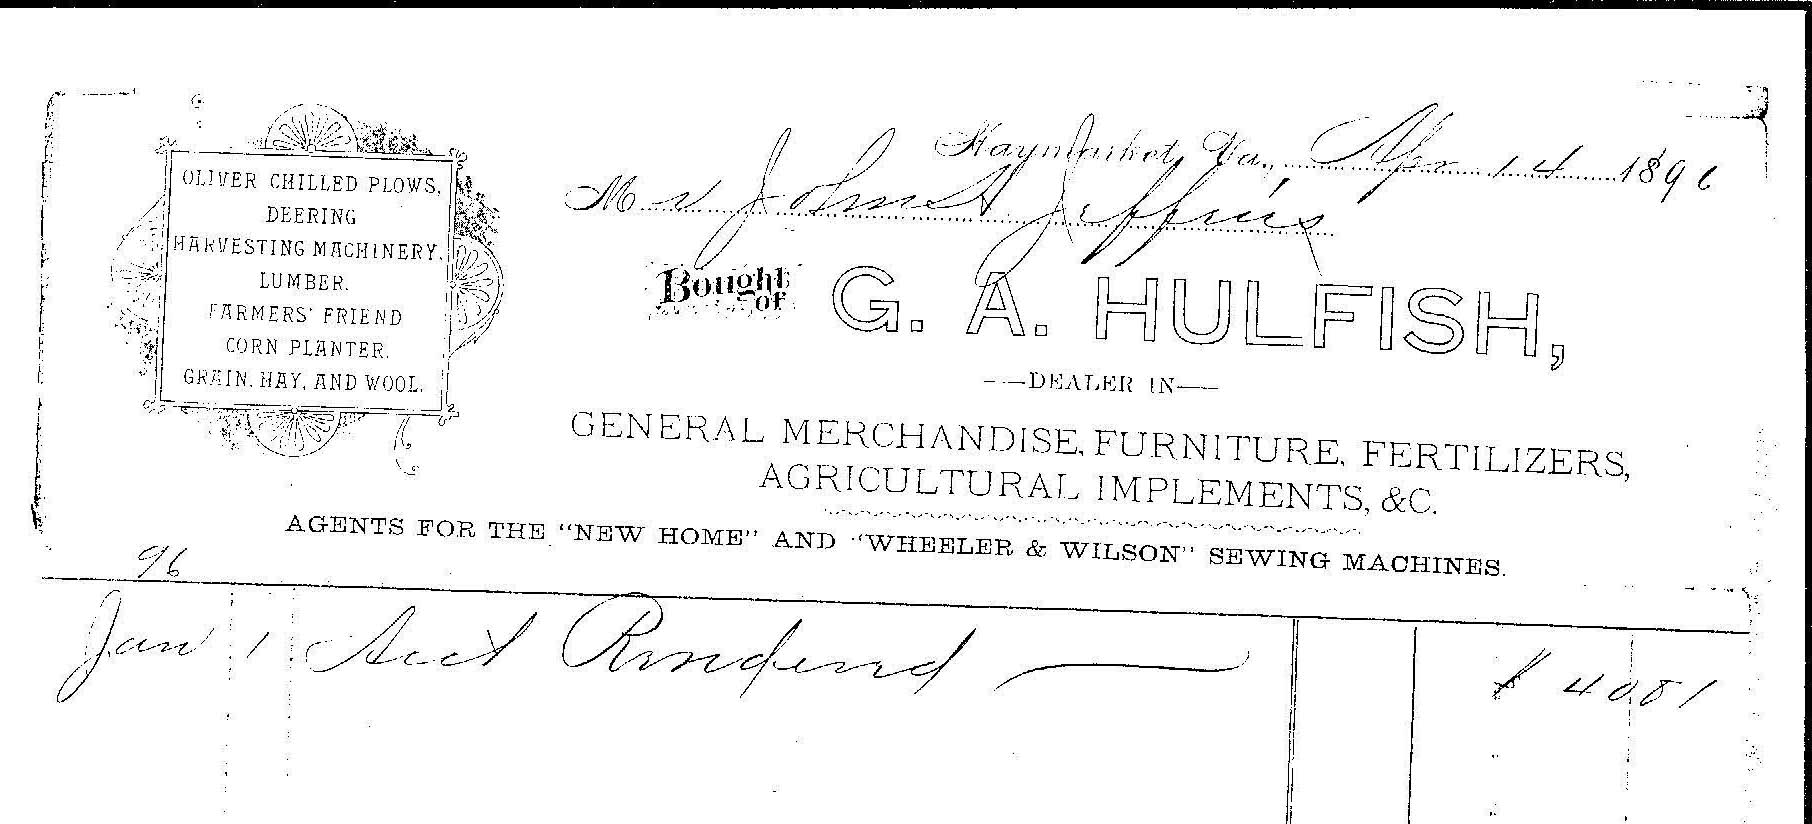 OLIVER CHILLED PLOWS,
DEERING
HARVESTING MACHINERY.
LUMBER.
FARMERS' FRIEND
CORN PLANTER.
GRAIN, HAY, AND WOOL.
Haymarket, Va., Apr 14 1896
Mr Johns
Bought of G. A. HULFISH,
DEALER IN
GENERAL MERCHANDISE, FURNITURE, FERTILIZERS,
AGRICULTURAL IMPLEMENTS, &C.
AGENTS FOR THE "NEW HOME" AND "WHEELER & WILSON" SEWING MACHINES.
96
Jan 1 Acct Rendered $ 40 81